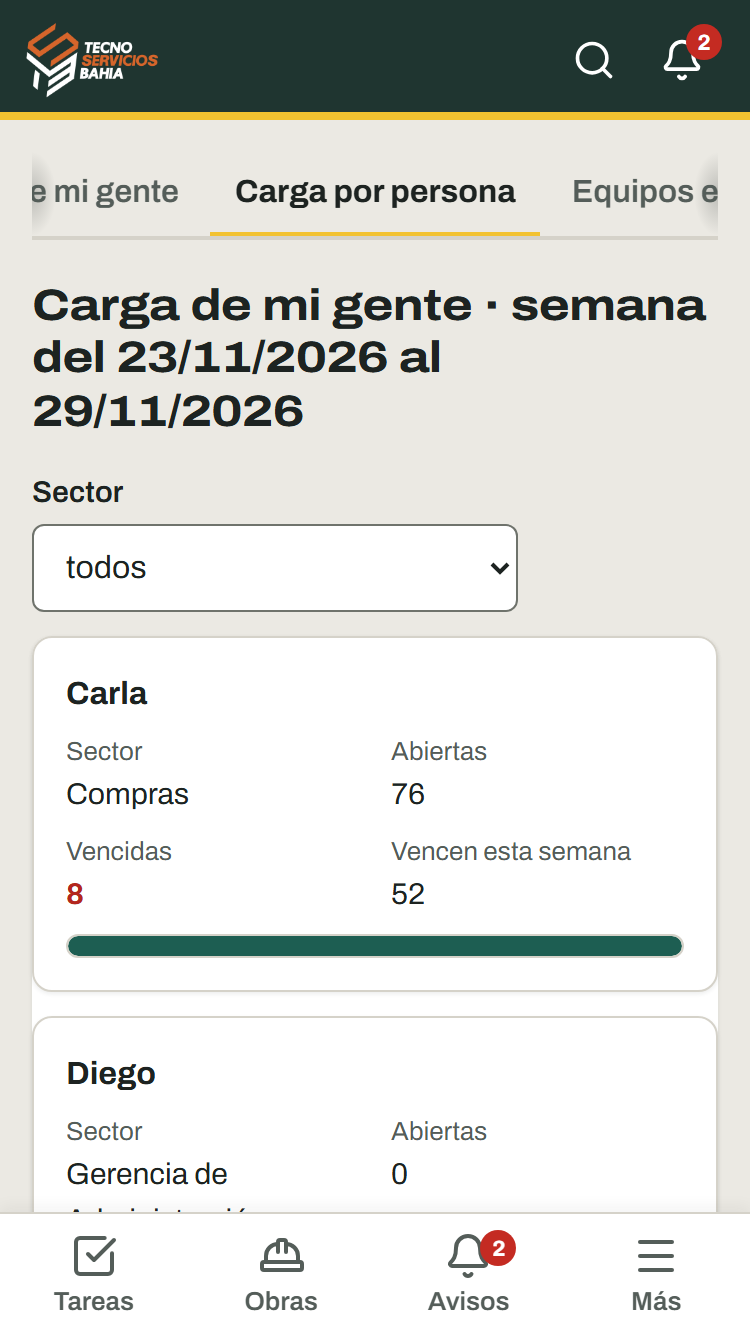 TECNO
SERVICIOS
BAHIA
2
e mi gente
Carga por persona
Equipos e
Carga de mi gente · semana
del 23/11/2026 al
29/11/2026
Sector
todos
Carla
Sector
Abiertas
Compras
76
Vencidas
Vencen esta semana
8
52
Diego
Sector
Abiertas
Gerencia de
0
2
Tareas
Obras
Avisos
Más